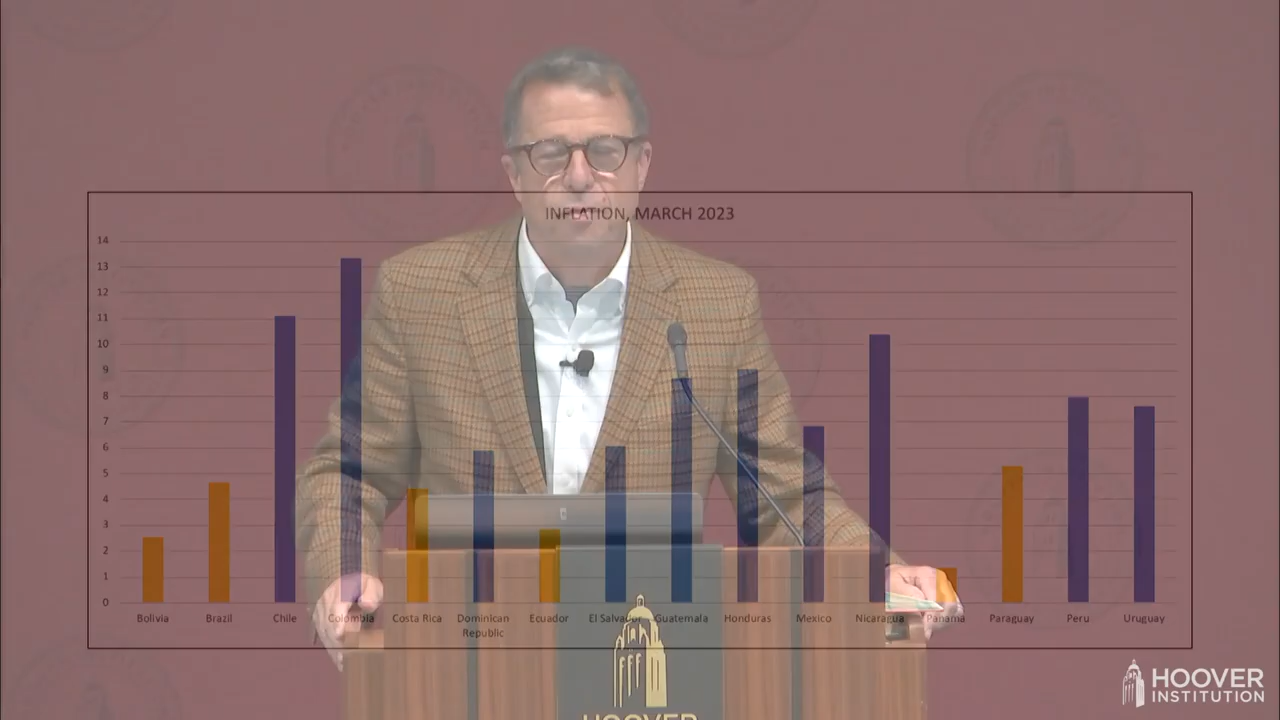 INFLATION, MARCH 2023
14
13
12
11
10
9
8
7
6
5
4
3
2
1
0
Bolivia
Brazil
Chile
Colombia
Costa Rica
Dominican
Republic
Ecuador
El Salvador
Guatemala
Honduras
Mexico
Nicaragua
Panama
Paraguay
Peru
Uruguay
HOOVER
HOOVER
INSTITUTION